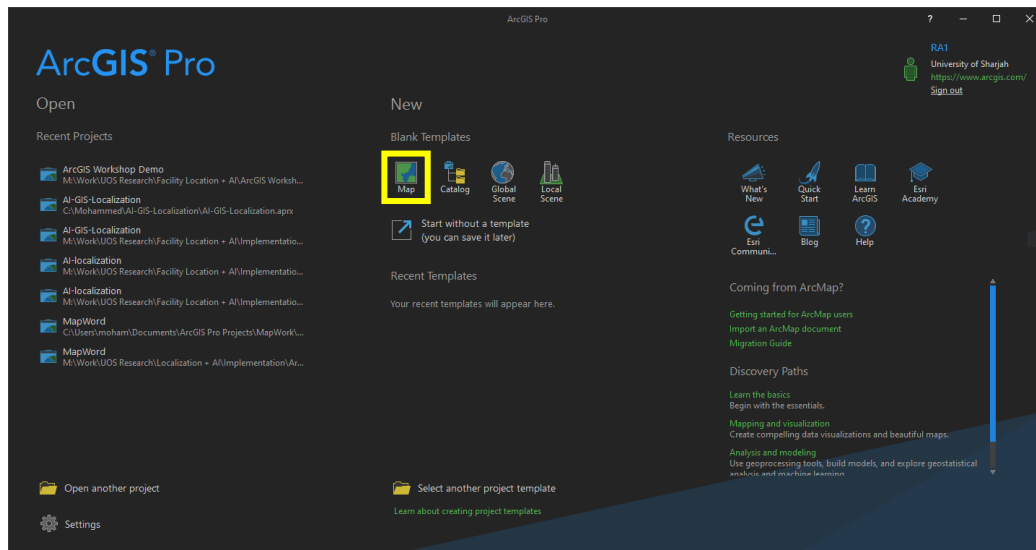 ArcGIS Pro
?
ArcGIS® Pro
RA1
University of Sharjah
https://www.arcgis.com/
Sign out
Open
Recent Projects
ArcGIS Workshop Demo
M:\Work\UOS Research\Facility Location + AI\ArcGIS Worksh...
AI-GIS-Localization
C:\Mohammed\AI-GIS-Localization\AI-GIS-Localization.aprx
AI-GIS-Localization
M:\Work\UOS Research\Facility Location + AI\Implementatio...
AI-localization
M:\Work\UOS Research\Facility Location + AI\Implementatio...
AI-localization
M:\Work\UOS Research\Facility Location + AI\Implementatio...
MapWord
C:\Users\moham\Documents\ArcGIS Pro Projects\MapWork\...
MapWord
M:\Work\UOS Research\Localization + AI\Implementation\Ar...
Open another project
Settings
New
Blank Templates
Map
Catalog
Global
Scene
Local
Scene
Start without a template
(you can save it later)
Recent Templates
Your recent templates will appear here.
Select another project template
Learn about creating project templates
Resources
What's
New
Quick
Start
Learn
ArcGIS
Esri
Academy
Esri
Communi...
Blog
Help
Coming from ArcMap?
Getting started for ArcMap users
Import an ArcMap document
Migration Guide
Discovery Paths
Learn the basics
Begin with the essentials.
Mapping and visualization
Create compelling data visualizations and beautiful maps.
Analysis and modeling
Use geoprocessing tools, build models, and explore geostatistical
analysis and machine learning